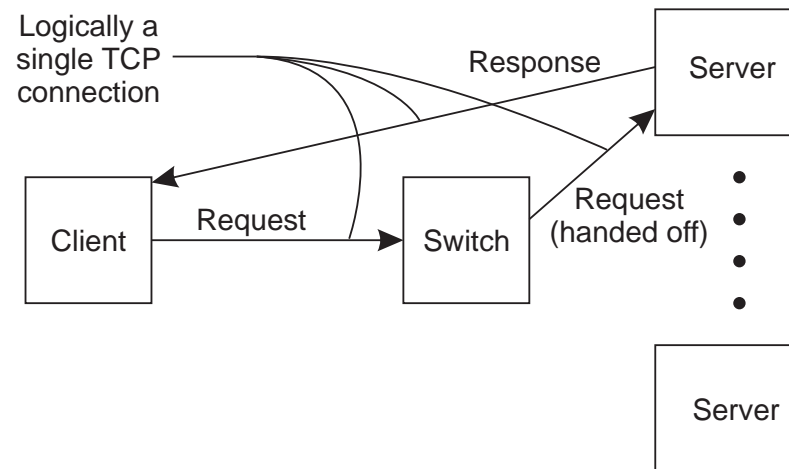 Logically a
single TCP
connection
Response
Server
Client
Request
Switch
Request
(handed off)
Server